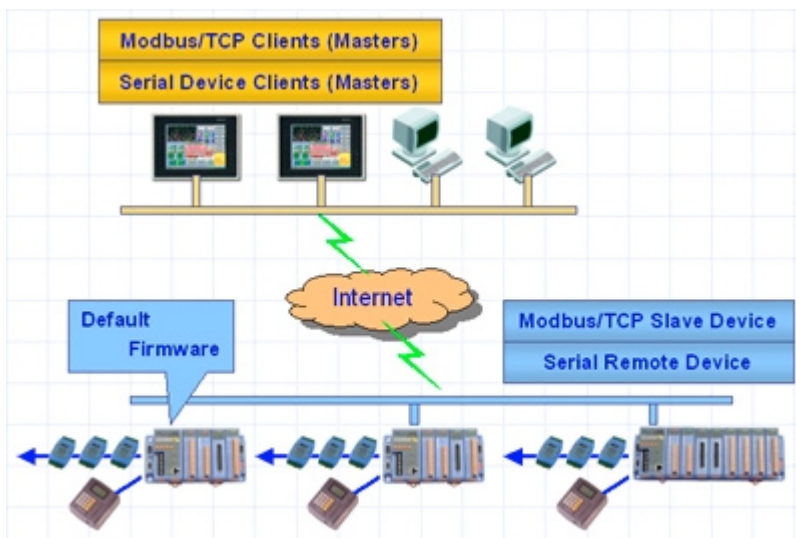 Modbus/TCP Clients (Masters)
Serial Device Clients (Masters)
Internet
Default
Firmware
Modbus/TCP Slave Device
Serial Remote Device